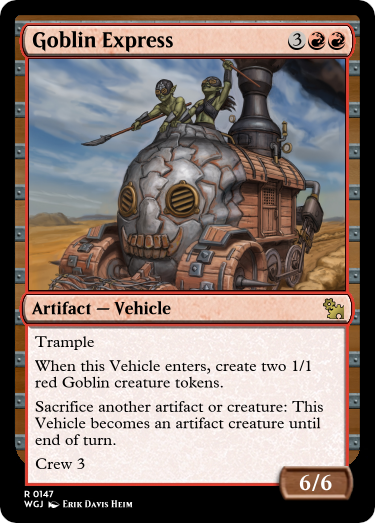 Goblin Express 3
Artifact — Vehicle
Trample
When this Vehicle enters, create two 1/1
red Goblin creature tokens.
Sacrifice another artifact or creature: This
Vehicle becomes an artifact creature until
end of turn.
Crew 3
6/6
R 0147
WGJ Erik Davis Heim